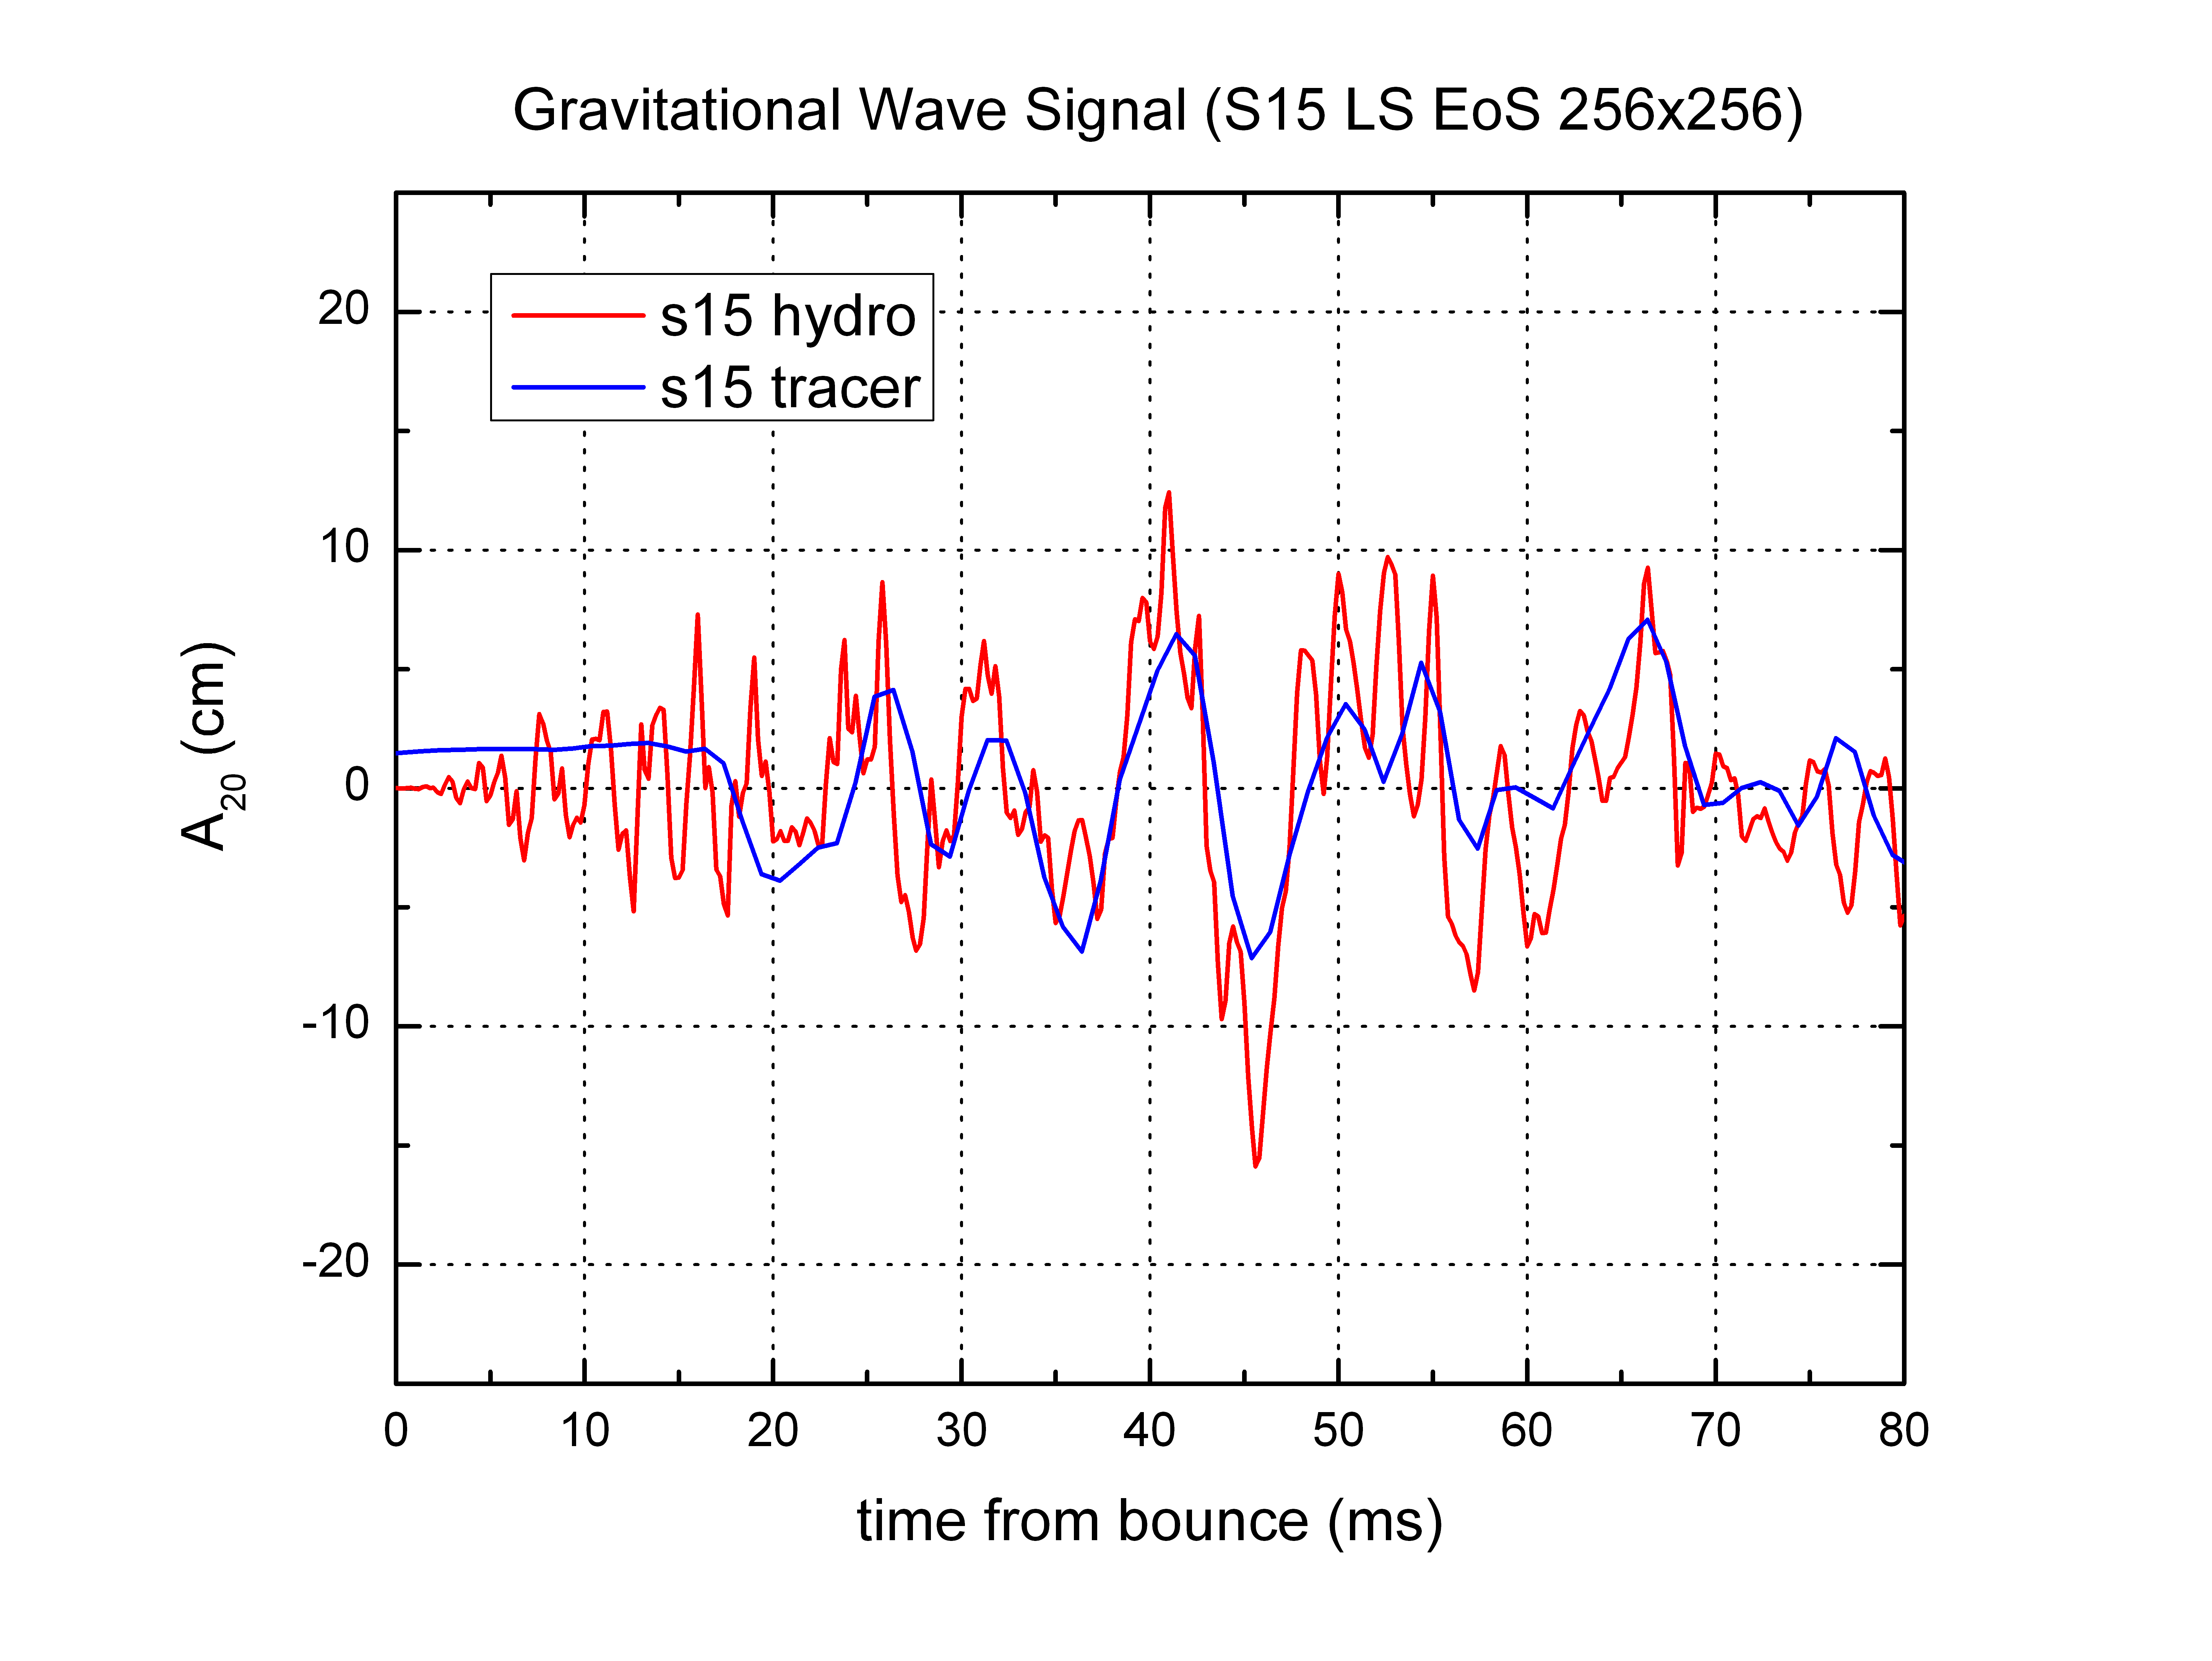 Gravitational Wave Signal (S15 LS EoS 256x256)
s15 hydro
s15 tracer
20
10
0
-10
-20
A20 (cm)
0 10 20 30 40 50 60 70 80
time from bounce (ms)